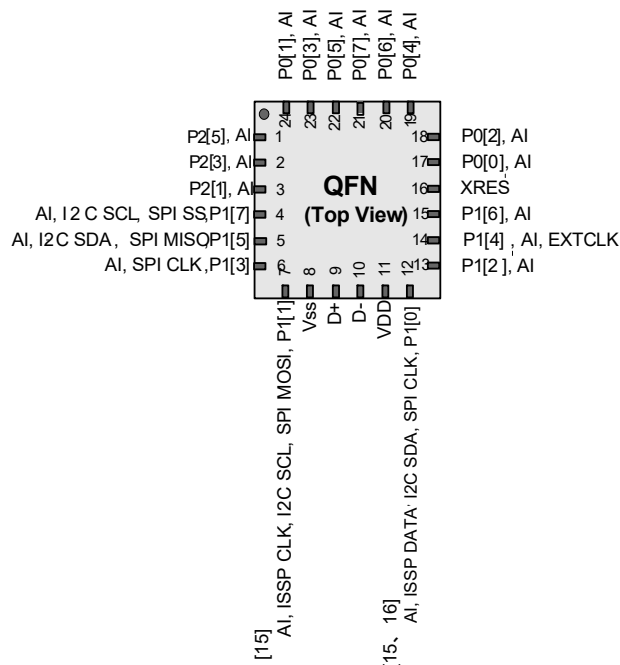 P0[1], AI
P0[3], AI
P0[5], AI
P0[7], AI
P0[6], AI
P0[4], AI
24
23
22
21
20
19
P2[5], AI
1
18
P0[2], AI
P2[3], AI
2
17
P0[0], AI
P2[1], AI
3
QFN
16
XRES
AI, I2C SCL, SPI SS,P1[7]
4
(Top View)
15
P1[6], AI
AI, I2C SDA, SPI MISO,P1[5]
5
14
P1[4] , AI, EXTCLK
AI, SPI CLK,P1[3]
6
13
P1[2 ], AI
7
8
9
10
11
12
AI, ISSP CLK, I2C SCL, SPI MOSI, P1[1]
Vss
D+
D-
VDD
AI, ISSP DATA, I2C SDA, SPI CLK, P1[0]
[15]
[15、16]